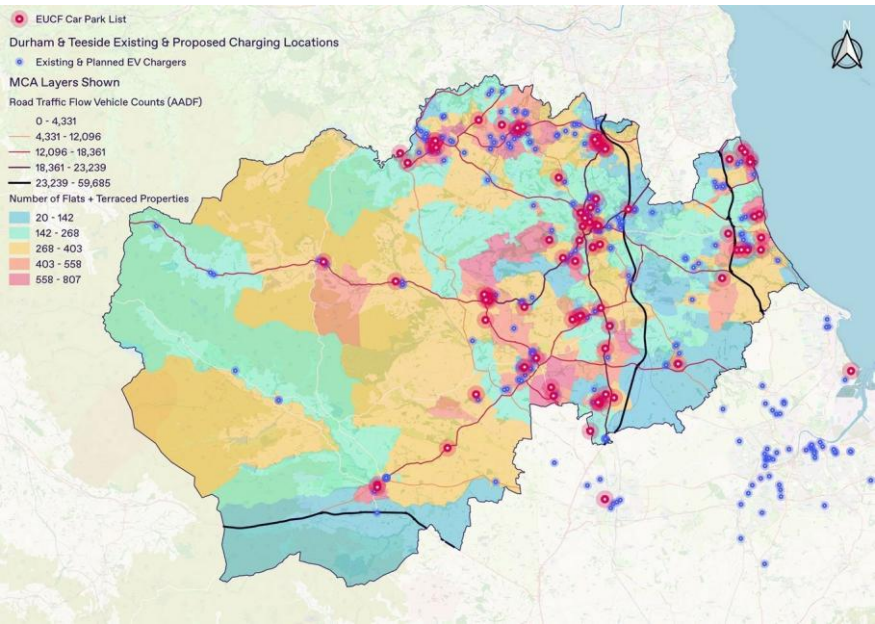 EUCF Car Park List
Durham & Teeside Existing & Proposed Charging Locations
Existing & Planned EV Chargers
MCA Layers Shown
Road Traffic Flow Vehicle Counts (AADF)
0 - 4,331
4,331 - 12,096
12,096 - 18,361
18,361 - 23,239
23,239 - 59,685
Number of Flats + Terraced Properties
20 - 142
142 - 268
268 - 403
403 - 558
558 - 807
N